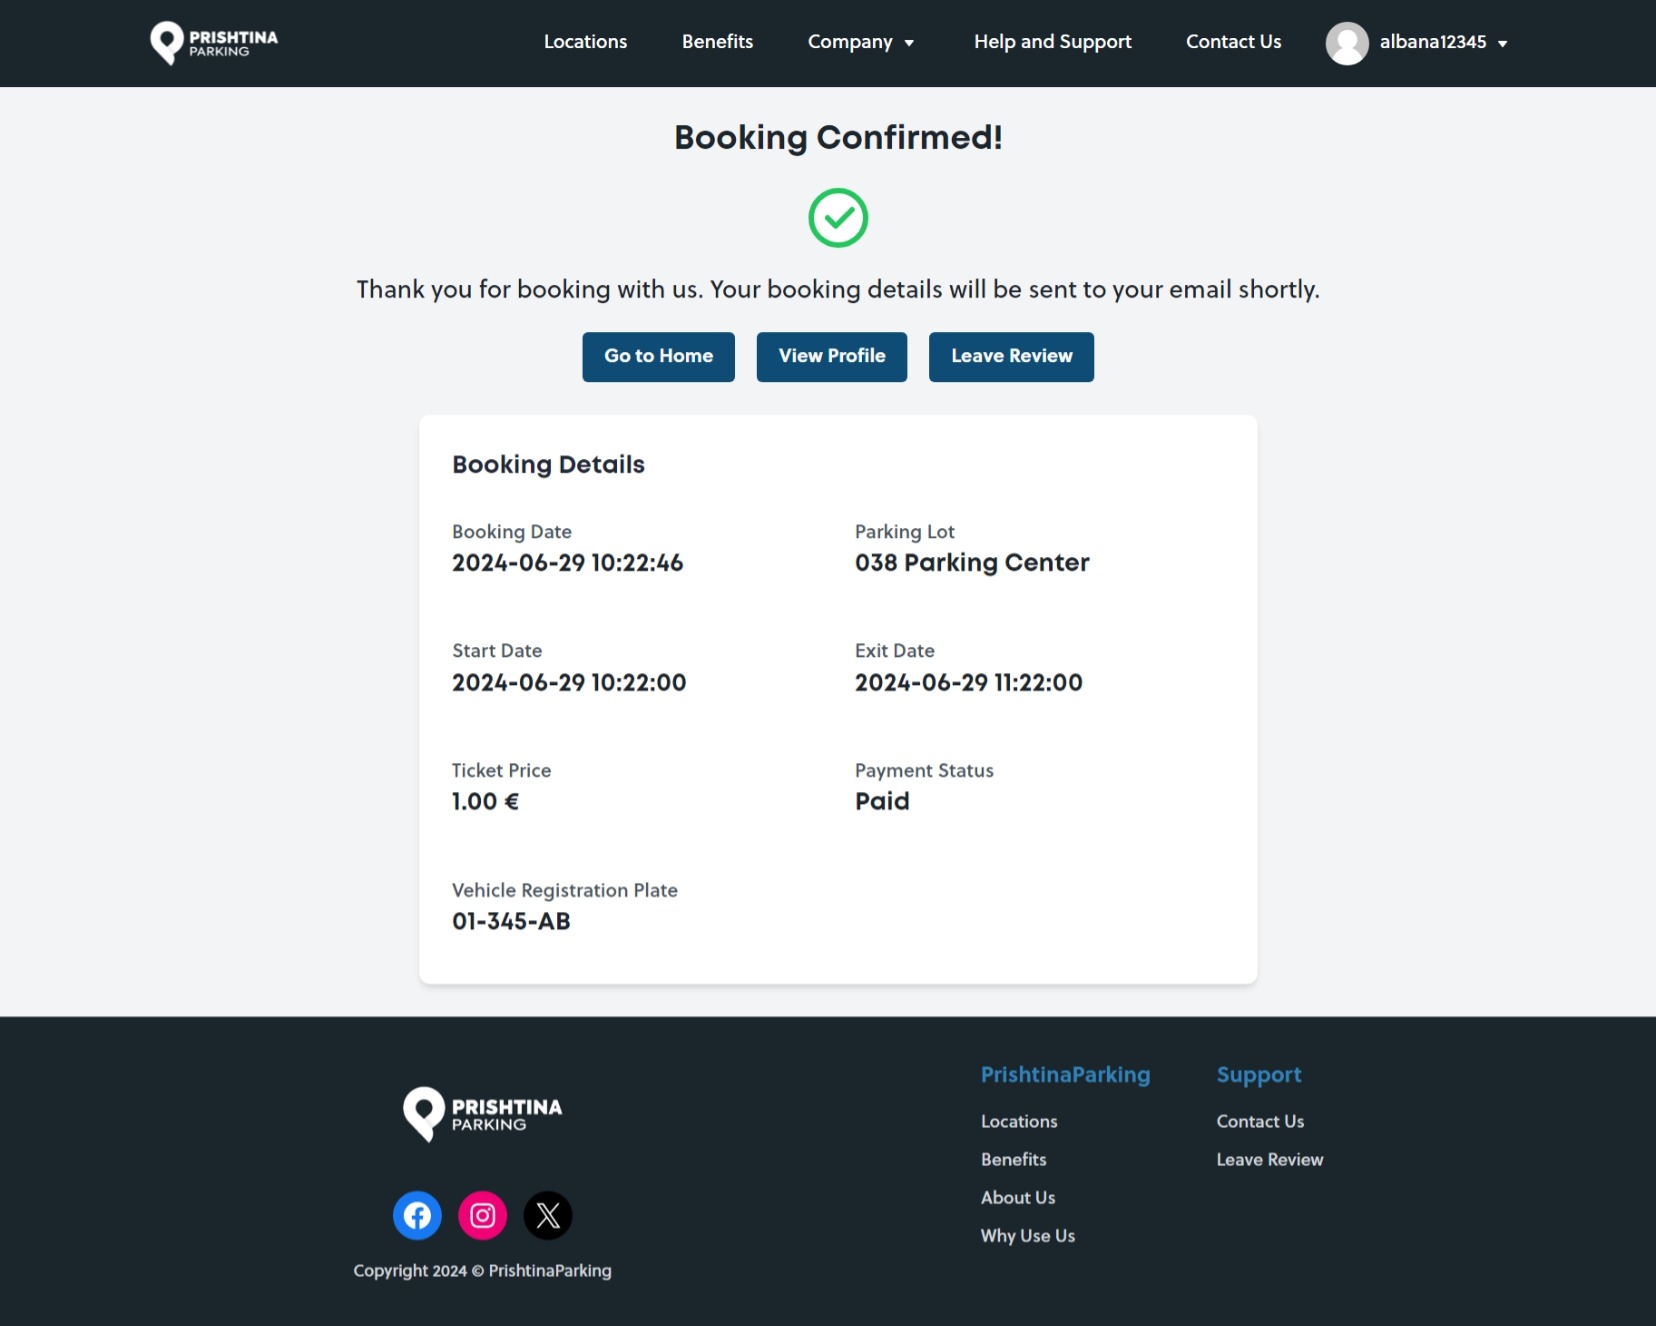 PRISHTINA
PARKING
Locations
Benefits
Company
Help and Support
Contact Us
albana12345
Booking Confirmed!
Thank you for booking with us. Your booking details will be sent to your email shortly.
Go to Home
View Profile
Leave Review
Booking Details
Booking Date
2024-06-29 10:22:46
Parking Lot
038 Parking Center
Start Date
2024-06-29 10:22:00
Exit Date
2024-06-29 11:22:00
Ticket Price
1.00 €
Payment Status
Paid
Vehicle Registration Plate
01-345-AB
PRISHTINA
PARKING
Copyright 2024 © PrishtinaParking
PrishtinaParking
Locations
Benefits
About Us
Why Use Us
Support
Contact Us
Leave Review